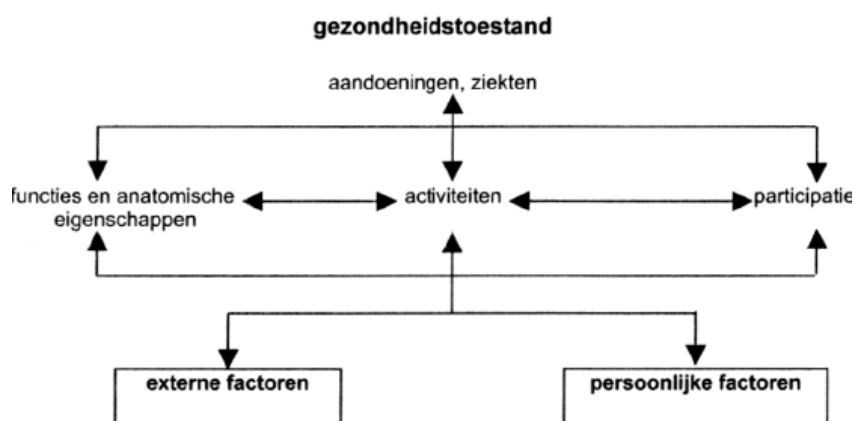 gezondheidstoestand
aandoeningen, ziekten
functies en anatomische
eigenschappen
activiteiten
participatie
externe factoren
persoonlijke factoren